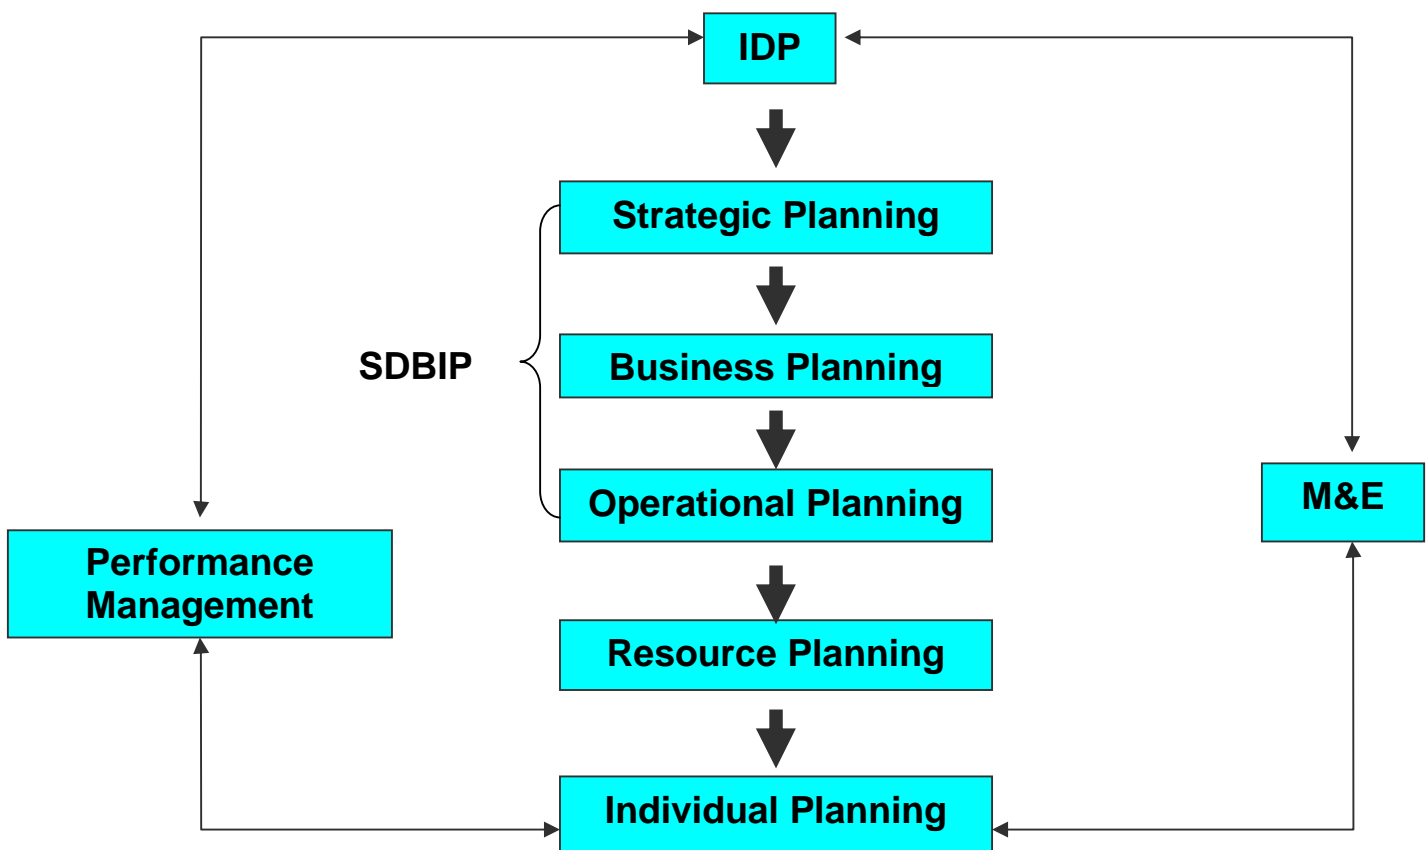 IDP
Strategic Planning
SDBIP
Business Planning
Operational Planning
M&E
Performance
Management
Resource Planning
Individual Planning